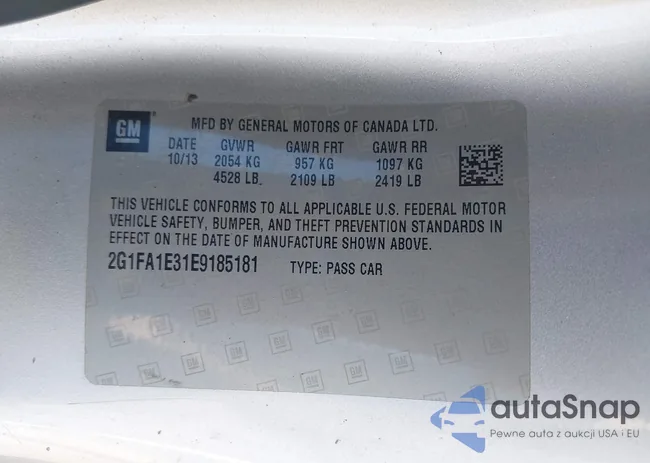 GM
MFD BY GENERAL MOTORS OF CANADA LTD.
DATE GVWR GAWR FRT GAWR RR
10/13 2054 KG 957 KG 1097 KG
4528 LB 2109 LB 2419 LB
THIS VEHICLE CONFORMS TO ALL APPLICABLE U.S. FEDERAL MOTOR
VEHICLE SAFETY, BUMPER, AND THEFT PREVENTION STANDARDS IN
EFFECT ON THE DATE OF MANUFACTURE SHOWN ABOVE.
2G1FA1E31E9185181 TYPE: PASS CAR
autaSnap
Pewne auta z aukcji USA i EU